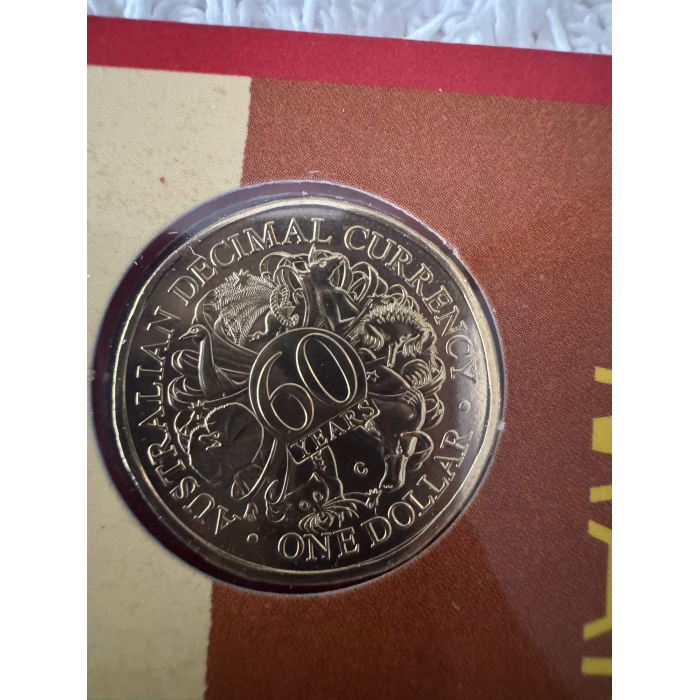 · AUSTRALIAN DECIMAL CURRENCY ·
60
YEARS
C
ONE DOLLAR